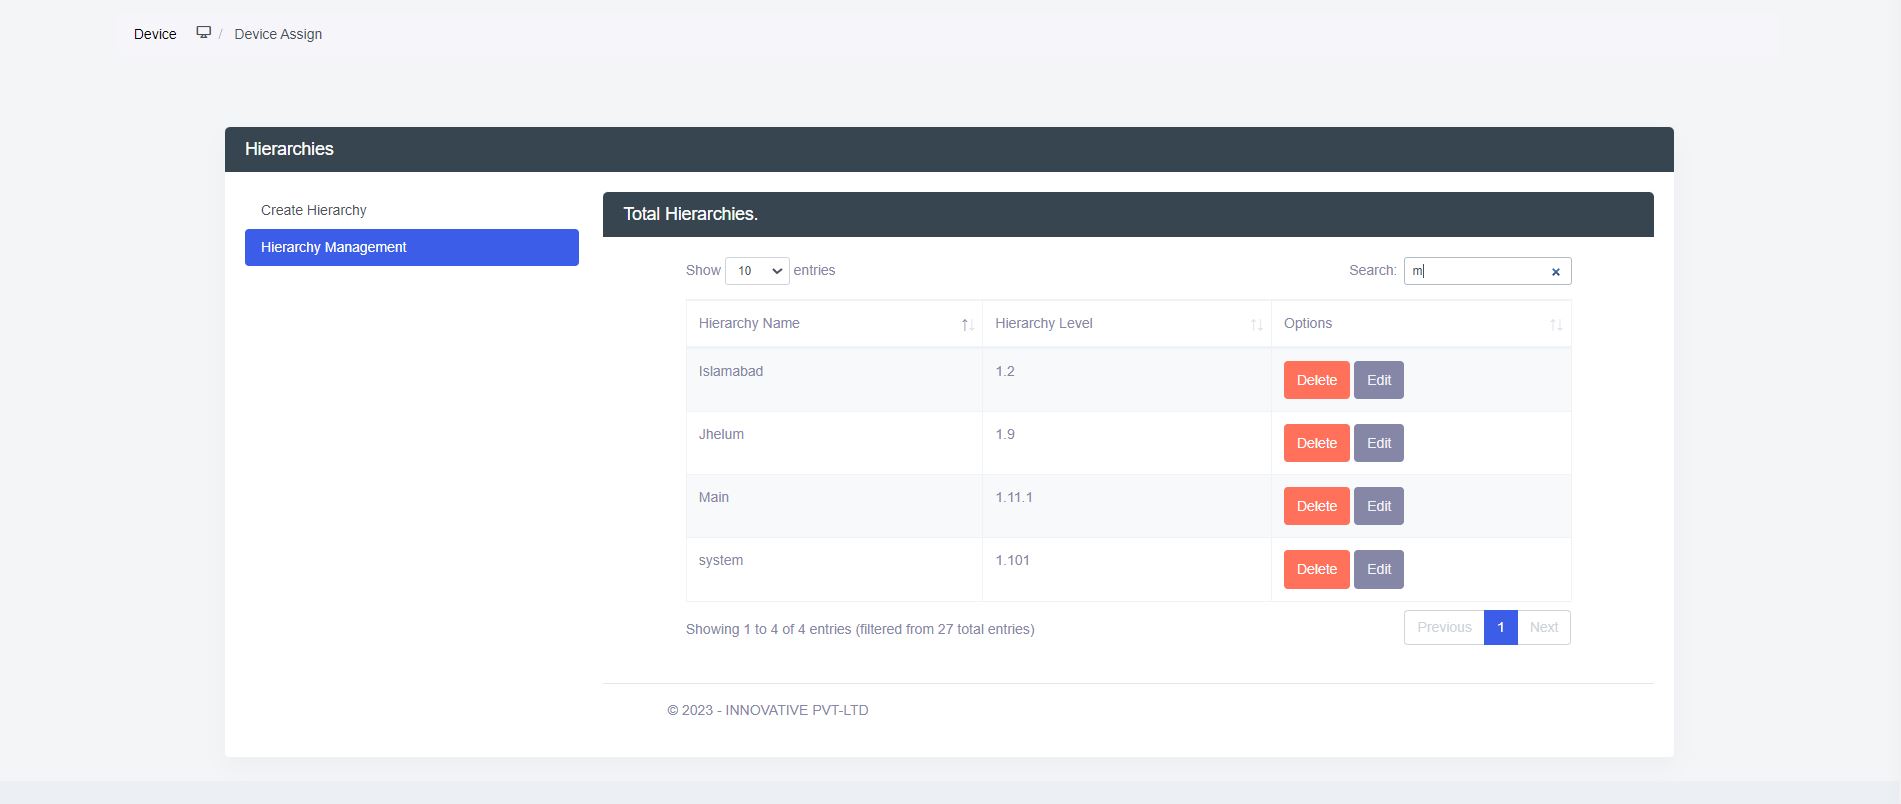 Device / Device Assign
Hierarchies
Create Hierarchy
Hierarchy Management
Total Hierarchies.
Show 10 entries Search: m
Hierarchy Name Hierarchy Level Options
Islamabad 1.2 Delete Edit
Jhelum 1.9 Delete Edit
Main 1.11.1 Delete Edit
system 1.101 Delete Edit
Showing 1 to 4 of 4 entries (filtered from 27 total entries) Previous 1 Next
© 2023 - INNOVATIVE PVT-LTD